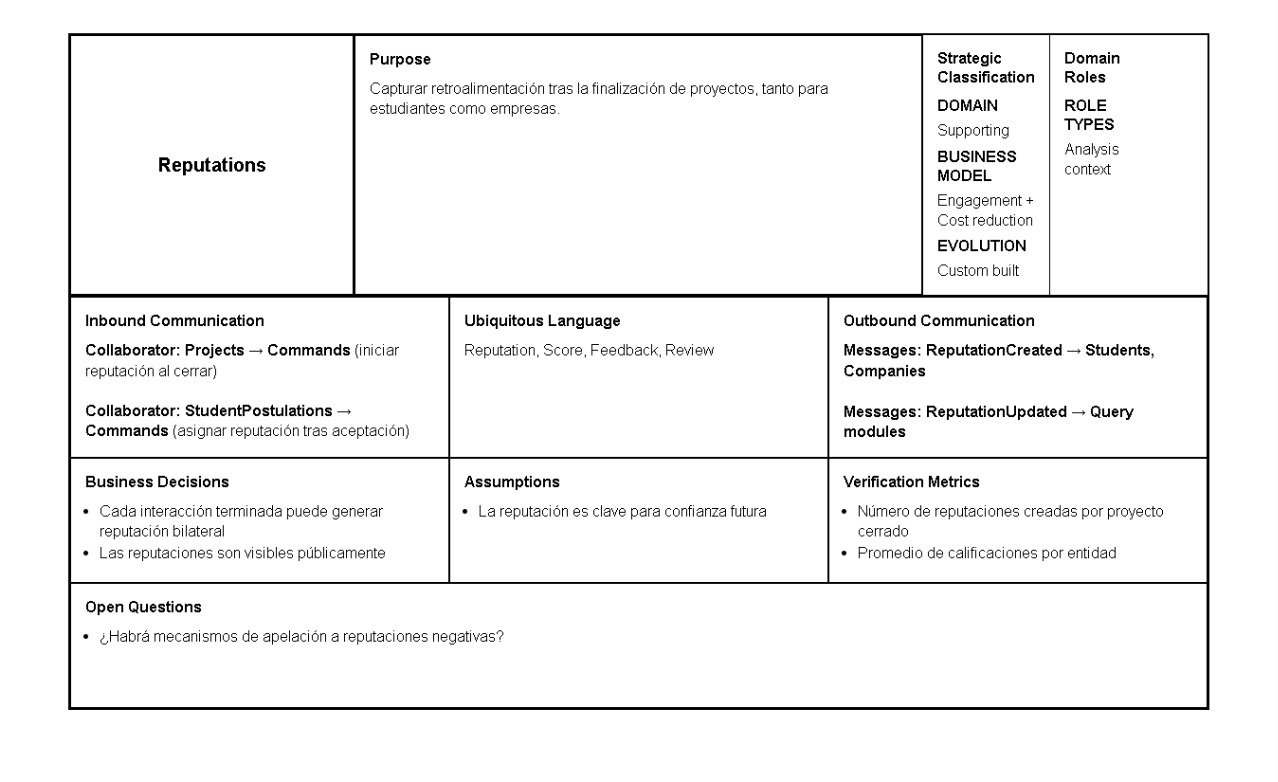 Reputations
Purpose
Capturar retroalimentación tras la finalización de proyectos, tanto para
estudiantes como empresas.
Strategic
Classification
DOMAIN
Supporting
BUSINESS
MODEL
Engagement +
Cost reduction
EVOLUTION
Custom built
Domain
Roles
ROLE
TYPES
Analysis
context
Inbound Communication
Collaborator: Projects → Commands (iniciar
reputación al cerrar)
Collaborator: StudentPostulations →
Commands (asignar reputación tras aceptación)
Ubiquitous Language
Reputation, Score, Feedback, Review
Outbound Communication
Messages: ReputationCreated → Students,
Companies
Messages: ReputationUpdated → Query
modules
Business Decisions
• Cada interacción terminada puede generar
reputación bilateral
• Las reputaciones son visibles públicamente
Assumptions
• La reputación es clave para confianza futura
Verification Metrics
• Número de reputaciones creadas por proyecto
cerrado
• Promedio de calificaciones por entidad
Open Questions
• ¿Habrá mecanismos de apelación a reputaciones negativas?